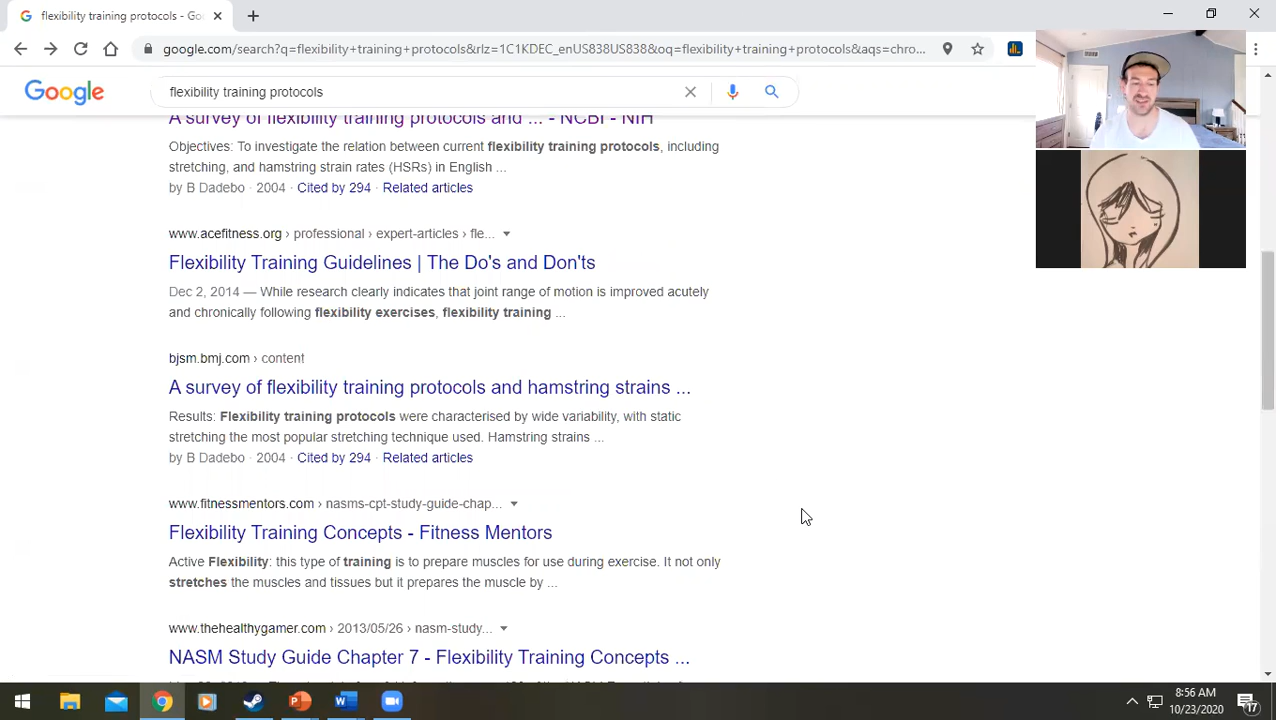 flexibility training protocols - Go
google.com/search?q=flexibility+training+protocols&rlz=1C1KDEC_enUS838US838&oq=flexibility+training+protocols&aqs=chro...
Google
flexibility training protocols
A survey of flexibility training protocols and ... - NCBI - NIH
Objectives: To investigate the relation between current flexibility training protocols, including
stretching, and hamstring strain rates (HSRs) in English ...
by B Dadebo · 2004 · Cited by 294 · Related articles
www.acefitness.org › professional › expert-articles › fle...
Flexibility Training Guidelines | The Do's and Don'ts
Dec 2, 2014 — While research clearly indicates that joint range of motion is improved acutely
and chronically following flexibility exercises, flexibility training ...
bjsm.bmj.com › content
A survey of flexibility training protocols and hamstring strains ...
Results: Flexibility training protocols were characterised by wide variability, with static
stretching the most popular stretching technique used. Hamstring strains ...
by B Dadebo · 2004 · Cited by 294 · Related articles
www.fitnessmentors.com › nasms-cpt-study-guide-chap...
Flexibility Training Concepts - Fitness Mentors
Active Flexibility: this type of training is to prepare muscles for use during exercise. It not only
stretches the muscles and tissues but it prepares the muscle by ...
www.thehealthygamer.com › 2013/05/26 › nasm-study...
NASM Study Guide Chapter 7 - Flexibility Training Concepts ...
8:56 AM
10/23/2020
17